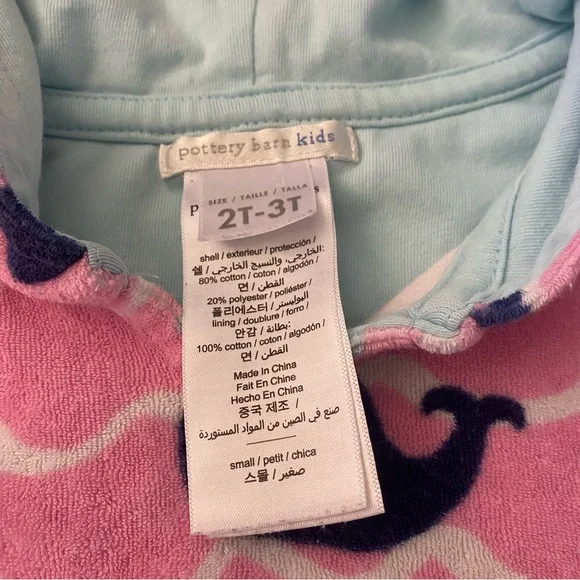 pottery barn kids
SIZE / TAILLE / TALLA
2T-3T
p s
shell / exterieur / protección /
쉘 / الخارجي، والنسيج الخارجي:
80% cotton / coton / algodón /
면 / القطن /
20% polyester / poliéster /
폴리에스터 / البوليستر /
lining / doublure / forro /
안감 / بطانة:
100% cotton / coton / algodón /
면 / القطن /
Made In China
Fait En Chine
Hecho En China
중국 제조 /
صنع في الصين من المواد المستوردة
small / petit / chica
스몰 / صغير /